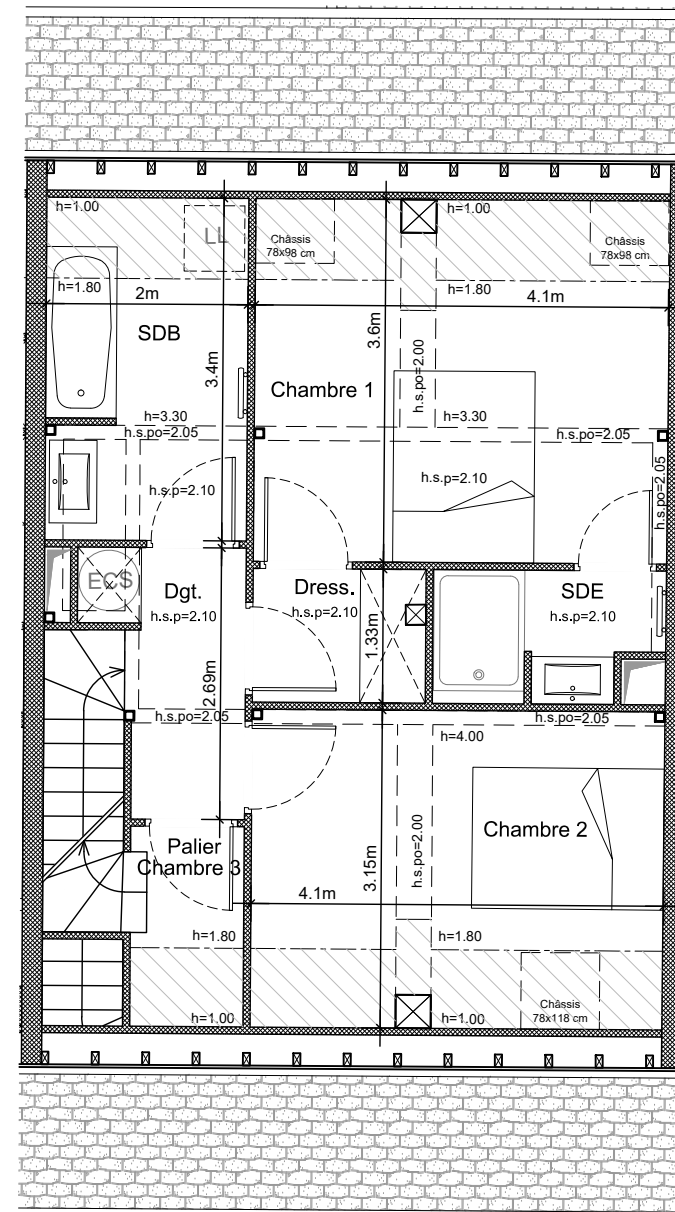 h=1.00
LL
Châssis
78x98 cm
h=1.00
Châssis
78x98 cm
h=1.80
2m
h=1.80
4.1m
SDB
3.4m
3.6m
Chambre 1
h.s.po=2.00
h=3.30
h.s.po=2.05
h=3.30
h.s.po=2.05
h.s.p=2.10
h.s.p=2.10
h.s.po=2.05
ECS
Dgt.
h.s.p=2.10
Dress.
h.s.p=2.10
SDE
h.s.p=2.10
1.33m
2.69m
h.s.po=2.05
h.s.po=2.05
h=4.00
Palier
Chambre 3
h.s.po=2.00
Chambre 2
3.15m
4.1m
h=1.80
h=1.80
h=1.00
h=1.00
Châssis
78x118 cm